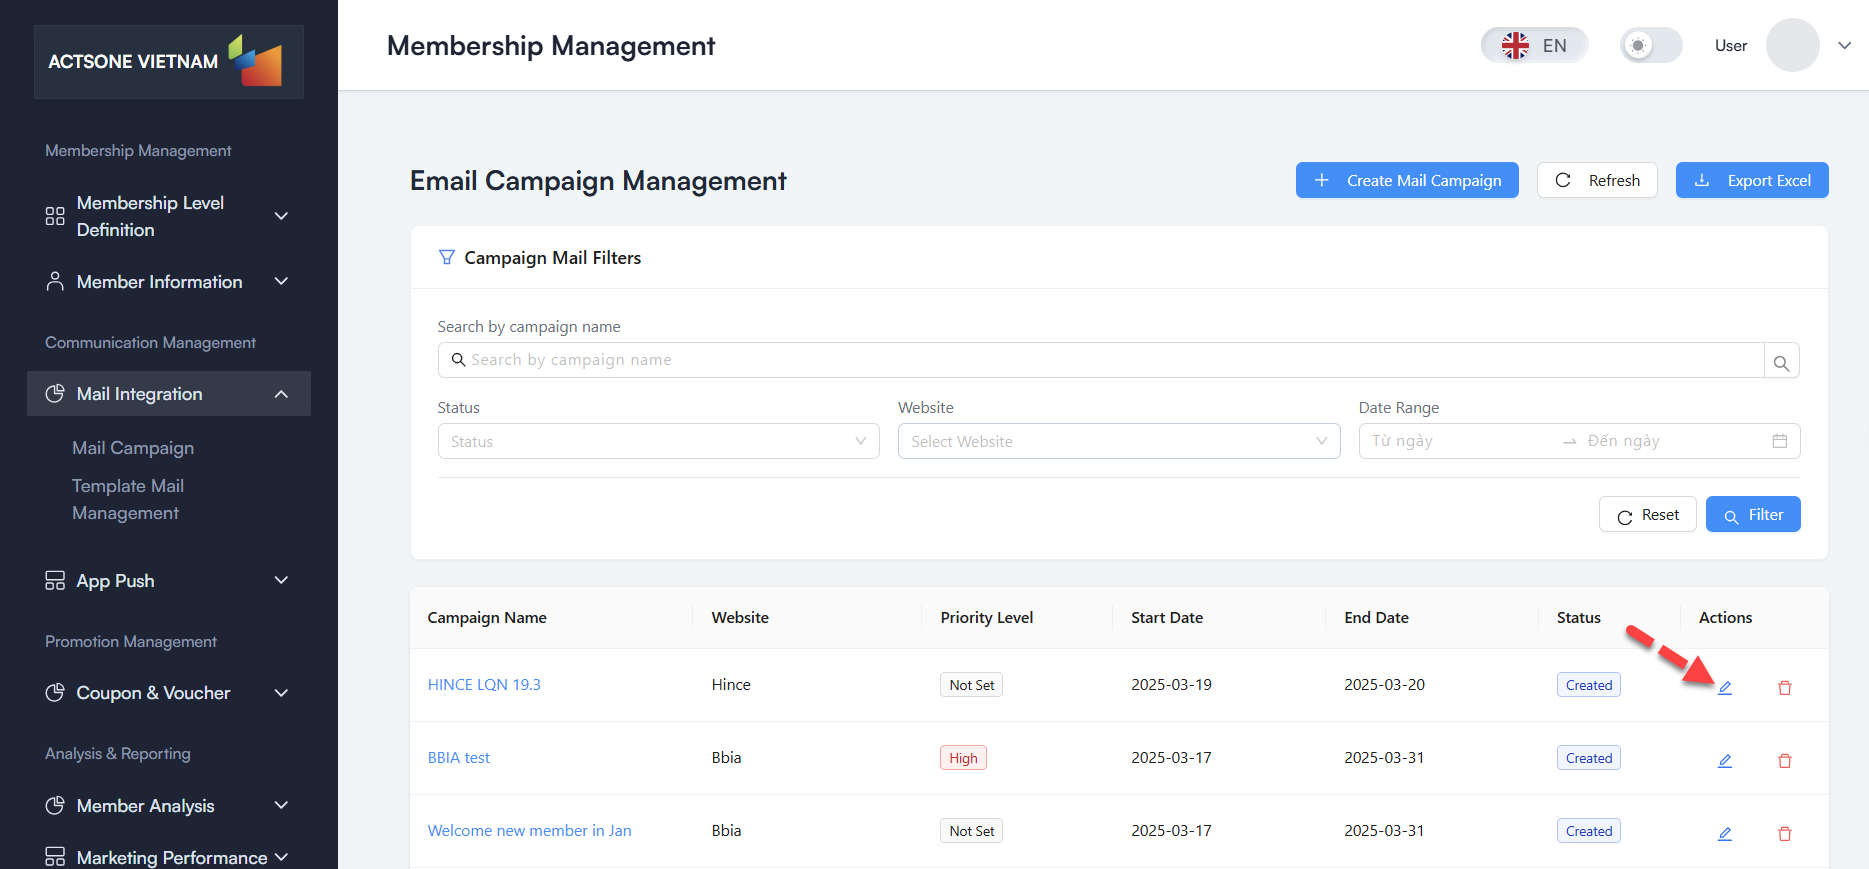 ACTSONE VIETNAM
Membership Management
EN
User
Membership Management
Membership Level
Definition
Member Information
Communication Management
Mail Integration
Mail Campaign
Template Mail
Management
App Push
Promotion Management
Coupon & Voucher
Analysis & Reporting
Member Analysis
Marketing Performance
Email Campaign Management
Create Mail Campaign
Refresh
Export Excel
Campaign Mail Filters
Search by campaign name
Search by campaign name
Status Website Date Range
Status Select Website Từ ngày Đến ngày
Reset Filter
Campaign Name Website Priority Level Start Date End Date Status Actions
HINCE LQN 19.3 Hince Not Set 2025-03-19 2025-03-20 Created
BBIA test Bbia High 2025-03-17 2025-03-31 Created
Welcome new member in Jan Bbia Not Set 2025-03-17 2025-03-31 Created